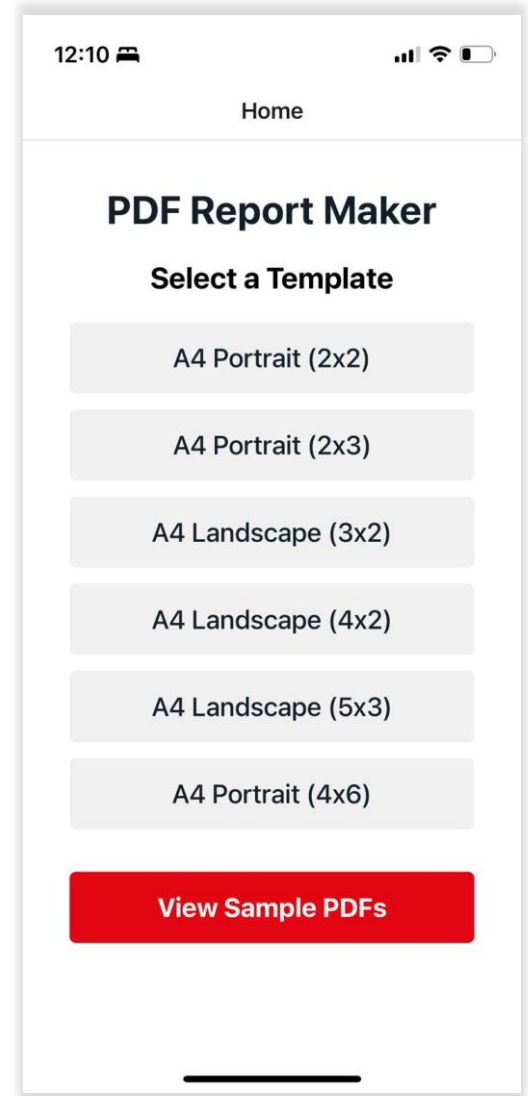 12:10
Home
PDF Report Maker
Select a Template
A4 Portrait (2x2)
A4 Portrait (2x3)
A4 Landscape (3x2)
A4 Landscape (4x2)
A4 Landscape (5x3)
A4 Portrait (4x6)
View Sample PDFs